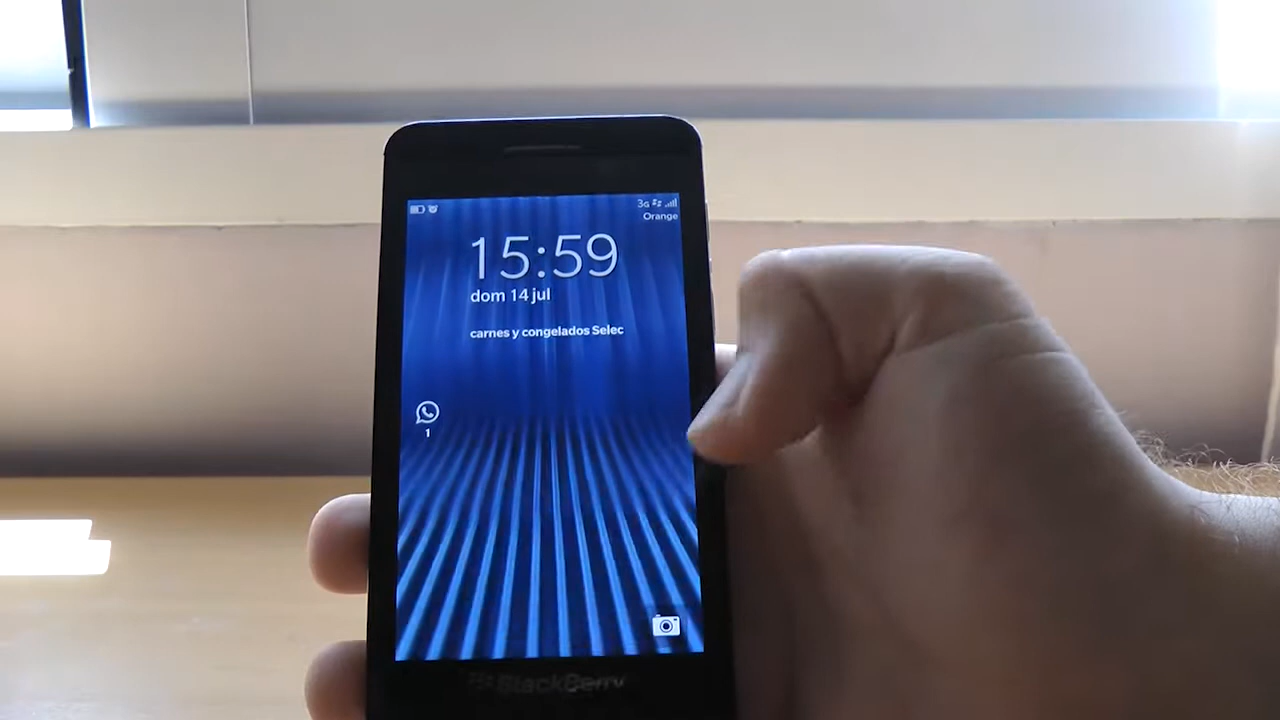 3G
Orange
15:59
dom 14 jul
carnes y congelados Selec
1
BlackBerry